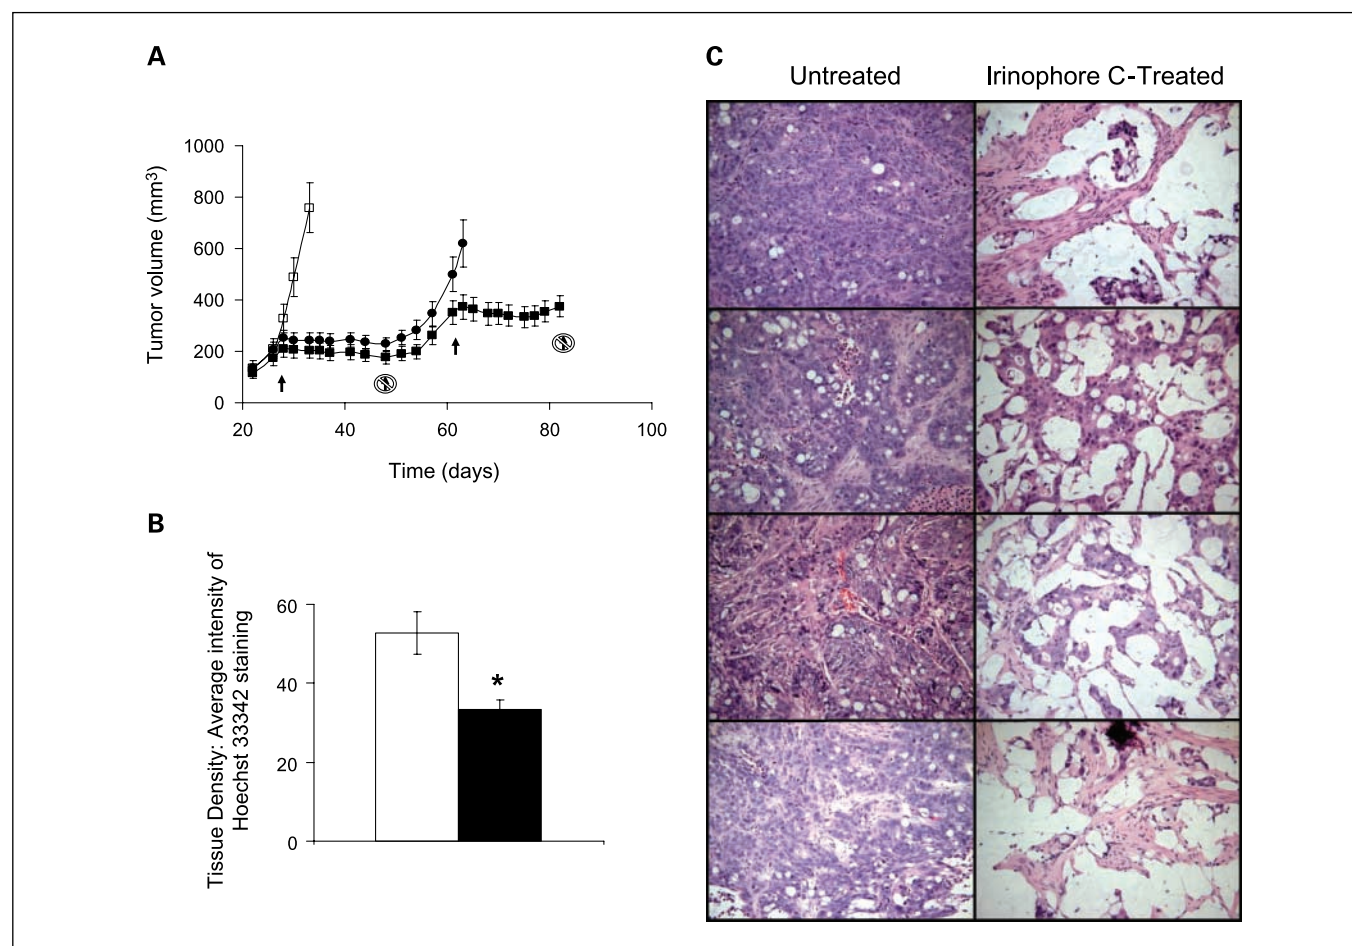 A
1000
800
600
400
200
0
20 40 60 80 100
Tumor volume (mm³)
Time (days)
B
Tissue Density: Average intensity of
Hoechst 33342 staining
60
40
20
0
*
C
Untreated Irinophore C-Treated